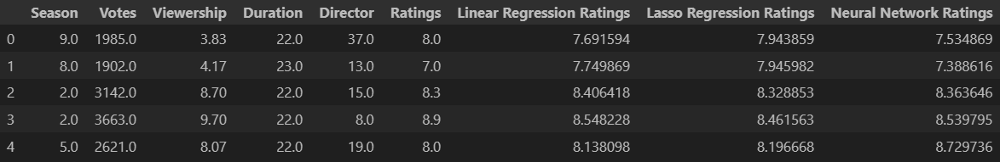 Season Votes Viewership Duration Director Ratings Linear Regression Ratings Lasso Regression Ratings Neural Network Ratings
0 9.0 1985.0 3.83 22.0 37.0 8.0 7.691594 7.943859 7.534869
1 8.0 1902.0 4.17 23.0 13.0 7.0 7.749869 7.945982 7.388616
2 2.0 3142.0 8.70 22.0 15.0 8.3 8.406418 8.328853 8.363646
3 2.0 3663.0 9.70 22.0 8.0 8.9 8.548228 8.461563 8.539795
4 5.0 2621.0 8.07 22.0 19.0 8.0 8.138098 8.196668 8.729736